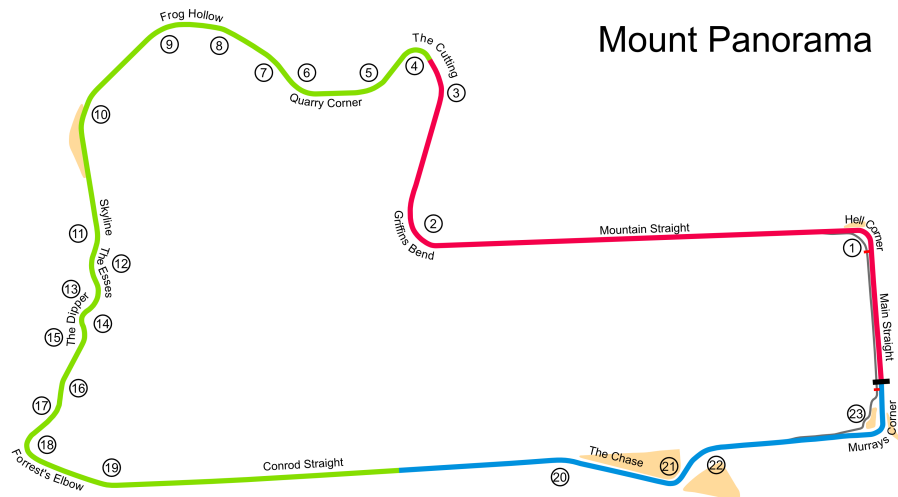 Mount Panorama
Frog Hollow
9
8
7
6
Quarry Corner
5
4
The Cutting
3
10
2
Griffins Bend
Mountain Straight
Hell Corner
1
Main Straight
Skyline
11
The Esses
12
13
The Dipper
14
15
16
17
18
Forrest's Elbow
19
Conrod Straight
20
The Chase
21
22
23
Murrays Corner